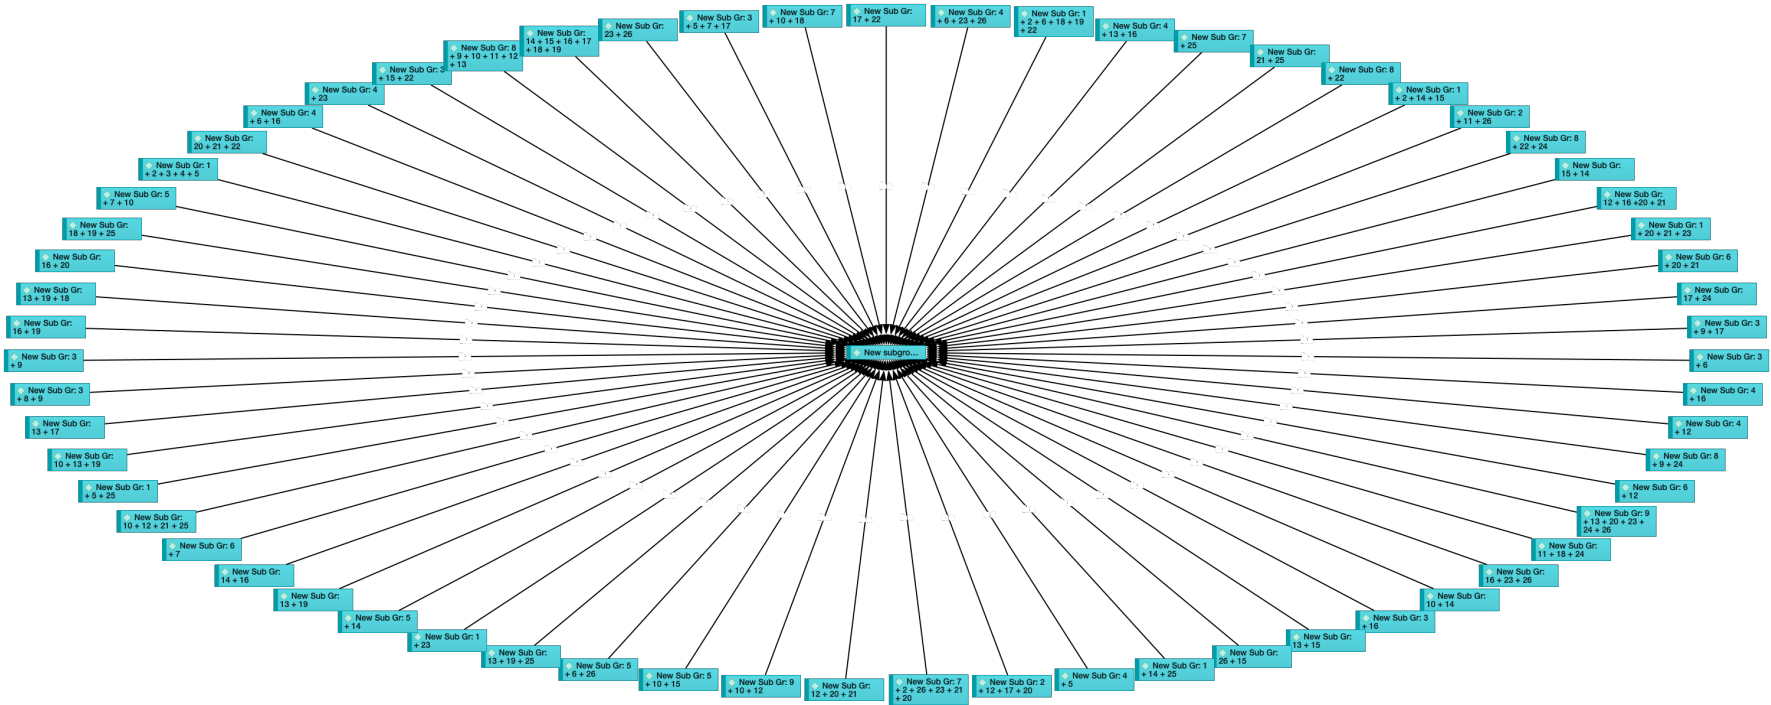 New Sub Gr:
17 + 22
New Sub Gr: 4
+ 6 + 23 + 26
New Sub Gr: 1
+ 2 + 6 + 18 + 19
+ 22
New Sub Gr: 4
+ 13 + 16
New Sub Gr: 7
+ 25
New Sub Gr:
21 + 25
New Sub Gr: 8
+ 22
New Sub Gr: 1
+ 2 + 14 + 15
New Sub Gr: 2
+ 11 + 26
New Sub Gr: 8
+ 22 + 24
New Sub Gr:
15 + 14
New Sub Gr:
12 + 16 +20 + 21
New Sub Gr: 1
+ 20 + 21 + 23
New Sub Gr: 6
+ 20 + 21
New Sub Gr:
17 + 24
New Sub Gr: 3
+ 9 + 17
New Sub Gr: 3
+ 6
New Sub Gr: 4
+ 16
New Sub Gr: 4
+ 12
New Sub Gr: 8
+ 9 + 24
New Sub Gr: 6
+ 12
New Sub Gr: 9
+ 13 + 20 + 23 +
24 + 26
New Sub Gr:
11 + 18 + 24
New Sub Gr:
16 + 23 + 26
New Sub Gr:
10 + 14
New Sub Gr: 3
+ 16
New Sub Gr:
13 + 15
New Sub Gr:
26 + 15
New Sub Gr: 1
+ 14 + 25
New Sub Gr: 4
+ 5
New Sub Gr: 2
+ 12 + 17 + 20
New Sub Gr: 7
+ 2 + 26 + 23 + 21
+ 20
New Sub Gr:
12 + 20 + 21
New Sub Gr: 9
+ 10 + 12
New Sub Gr: 5
+ 10 + 15
New Sub Gr: 5
+ 6 + 26
New Sub Gr:
13 + 19 + 25
New Sub Gr: 1
+ 23
New Sub Gr: 5
+ 14
New Sub Gr:
13 + 19
New Sub Gr:
14 + 16
New Sub Gr: 6
+ 7
New Sub Gr:
10 + 12 + 21 + 25
New Sub Gr: 1
+ 5 + 25
New Sub Gr:
10 + 13 + 19
New Sub Gr:
13 + 17
New Sub Gr: 3
+ 8 + 9
New Sub Gr: 3
+ 9
New Sub Gr:
16 + 19
New Sub Gr:
13 + 19 + 18
New Sub Gr:
16 + 20
New Sub Gr:
18 + 19 + 25
New Sub Gr: 5
+ 7 + 10
New Sub Gr: 1
+ 2 + 3 + 4 + 5
New Sub Gr:
20 + 21 + 22
New Sub Gr: 4
+ 6 + 16
New Sub Gr: 4
+ 23
New Sub Gr: 3
+ 15 + 22
New Sub Gr: 8
+ 9 + 10 + 11 + 12
+ 13
New Sub Gr:
14 + 15 + 16 + 17
+ 18 + 19
New Sub Gr:
23 + 26
New Sub Gr: 3
+ 5 + 7 + 17
New Sub Gr: 7
+ 10 + 18
New subgro...